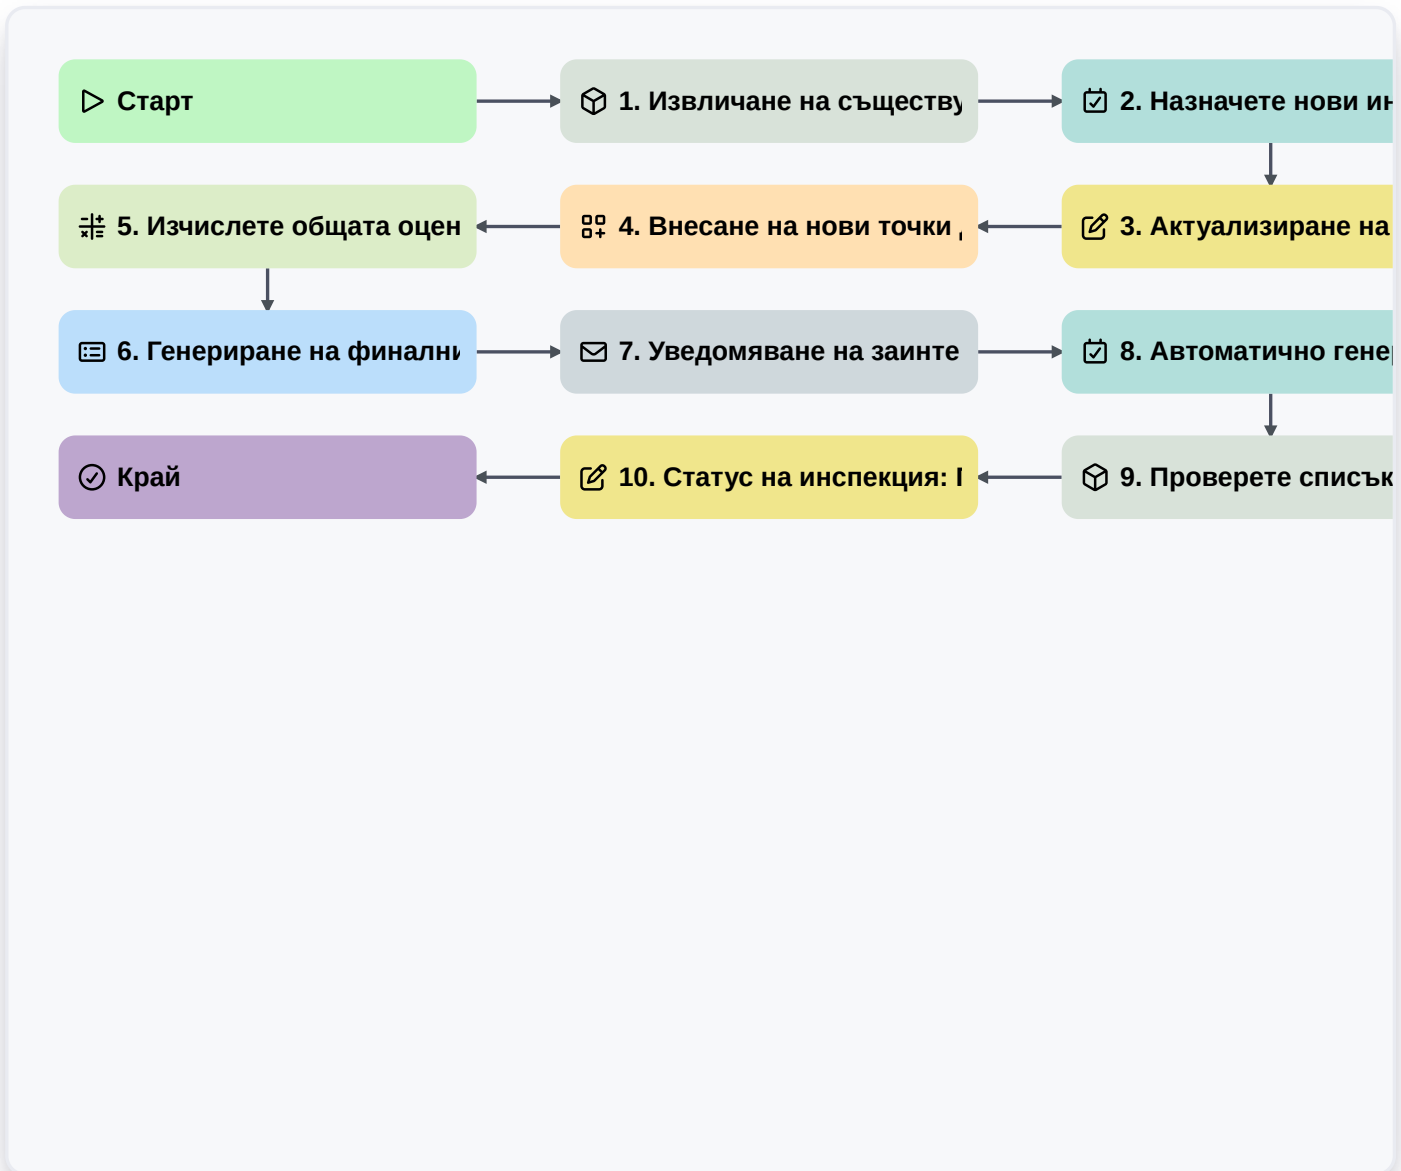 Старт
1. Извличане на съществу
2. Назначете нови ин
5. Изчислете общата оцен
4. Внесане на нови точки
3. Актуализиране на
6. Генериране на финални
7. Уведомяване на заинте
8. Автоматично гене
Край
10. Статус на инспекция:
9. Проверете списък